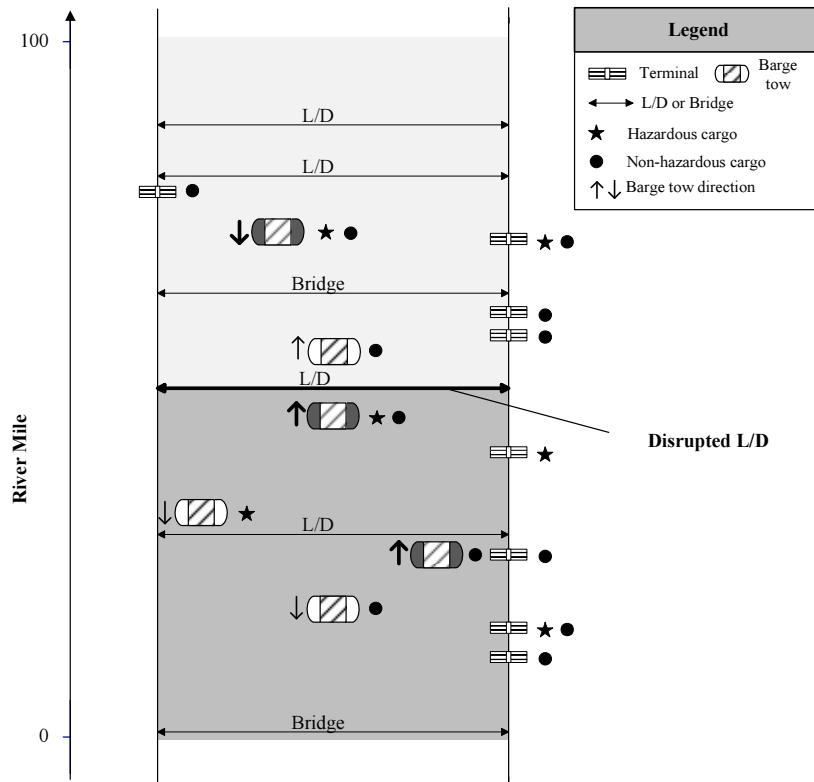 100
Legend
Terminal
Barge
tow
L/D or Bridge
Hazardous cargo
Non-hazardous cargo
Barge tow direction
L/D
L/D
Bridge
L/D
Disrupted L/D
River Mile
L/D
Bridge
0